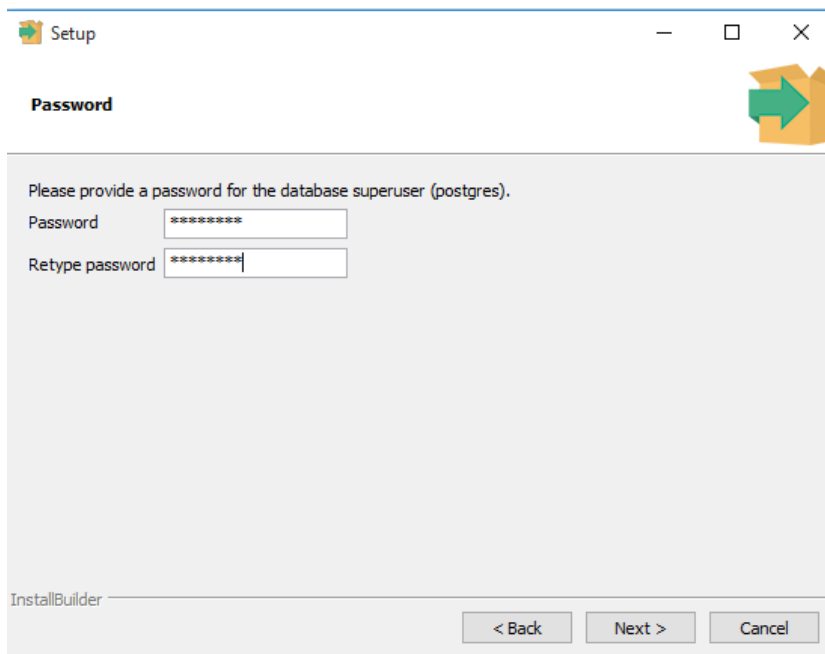 Setup
Password
Please provide a password for the database superuser (postgres).
Password ********
Retype password ********
InstallBuilder
< Back Next > Cancel